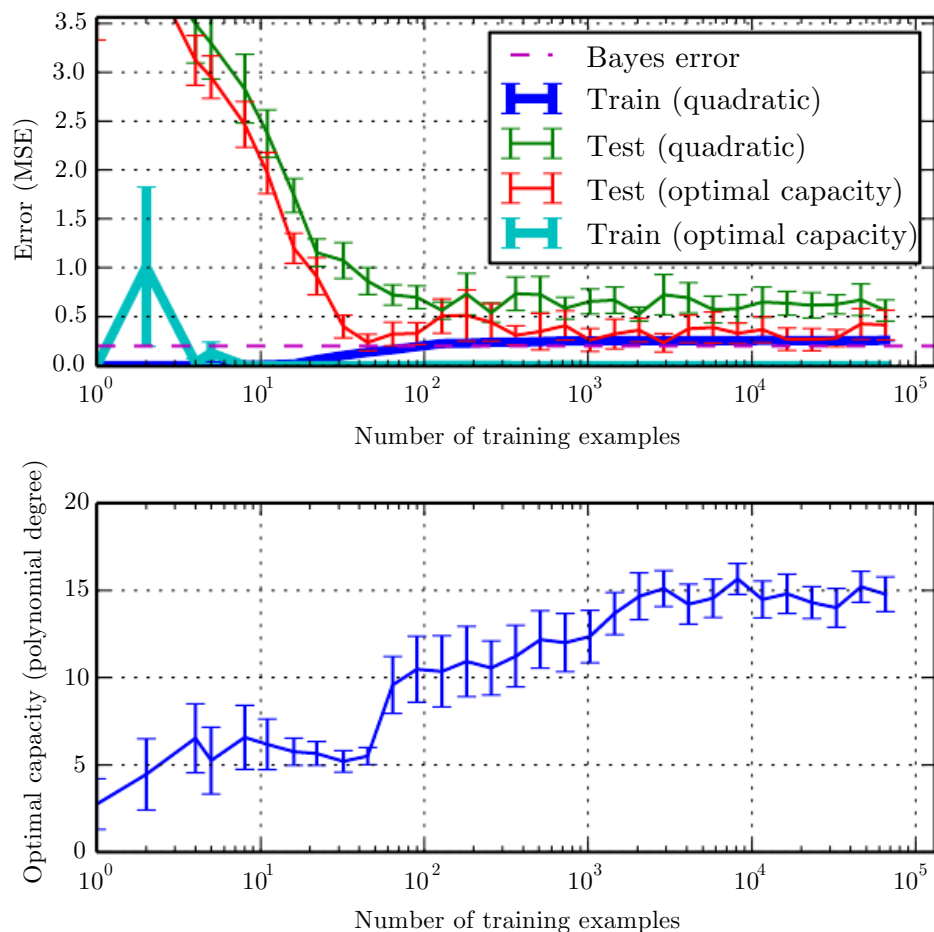 3.5
3.0
2.5
2.0
1.5
1.0
0.5
0.0
Error (MSE)
Bayes error
Train (quadratic)
Test (quadratic)
Test (optimal capacity)
Train (optimal capacity)
10^0 10^1 10^2 10^3 10^4 10^5
Number of training examples
20
15
10
5
0
Optimal capacity (polynomial degree)
10^0 10^1 10^2 10^3 10^4 10^5
Number of training examples